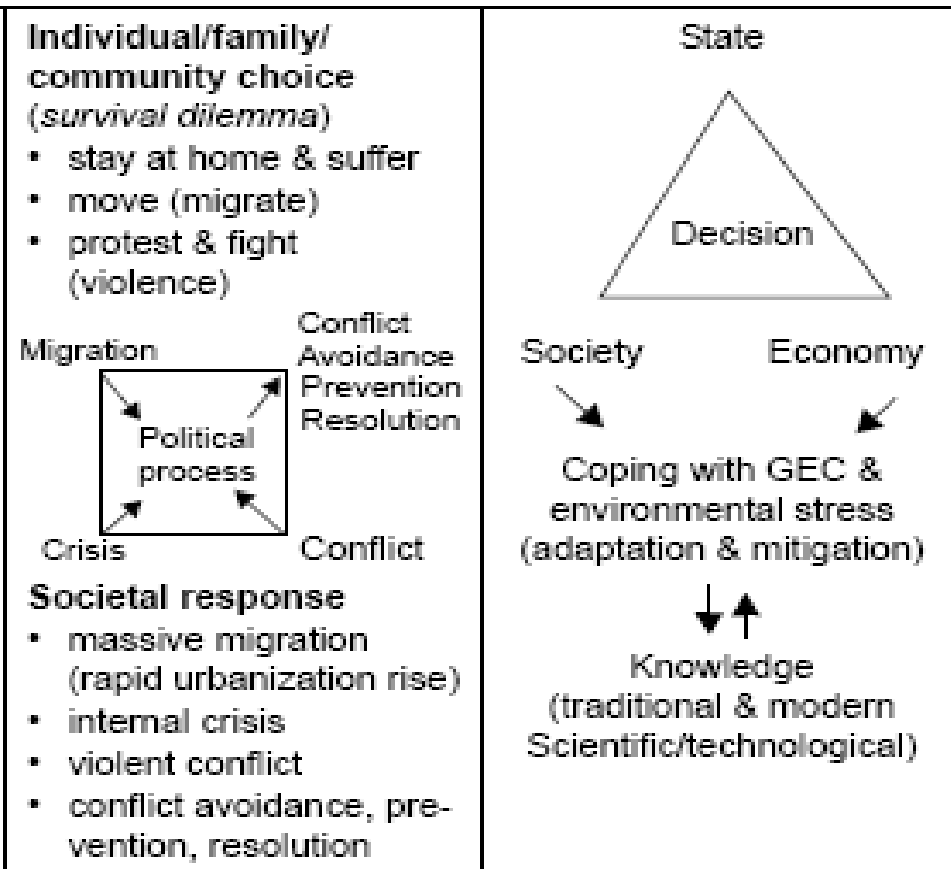 Individual/family/
community choice
(survival dilemma)
• stay at home & suffer
• move (migrate)
• protest & fight
(violence)
Migration
Conflict
Avoidance
Prevention
Resolution
Political
process
Crisis
Conflict
Societal response
• massive migration
(rapid urbanization rise)
• internal crisis
• violent conflict
• conflict avoidance, pre-
vention, resolution
State
Decision
Society
Economy
Coping with GEC &
environmental stress
(adaptation & mitigation)
Knowledge
(traditional & modern
Scientific/technological)